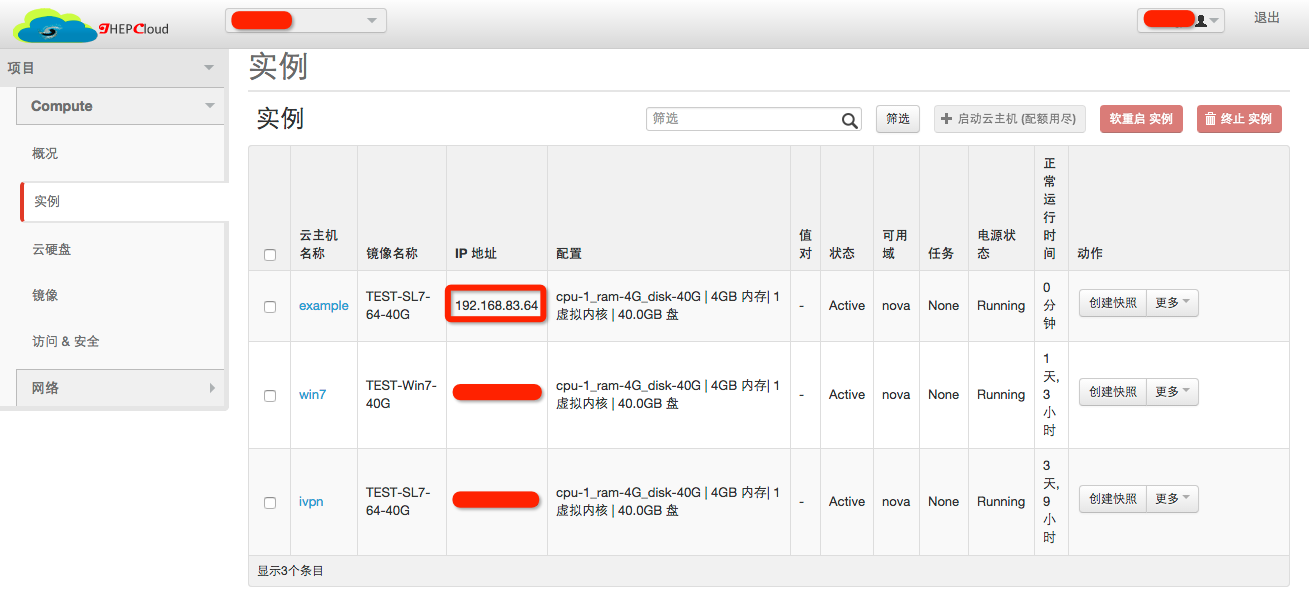 IHEPCloud
退出
项目
Compute
概况
实例
云硬盘
镜像
访问 & 安全
网络
实例
实例
筛选
筛选
启动云主机 (配额用尽)
软重启 实例
终止 实例
云主机
名称
镜像名称
IP 地址
配置
值
对
状态
可用
域
任务
电源状
态
正
常
运
行
时
间
动作
example
TEST-SL7-
64-40G
192.168.83.64
cpu-1_ram-4G_disk-40G | 4GB 内存| 1
虚拟内核 | 40.0GB 盘
-
Active
nova
None
Running
0
分
钟
创建快照
更多
win7
TEST-Win7-
40G
cpu-1_ram-4G_disk-40G | 4GB 内存| 1
虚拟内核 | 40.0GB 盘
-
Active
nova
None
Running
1
天,
3
小
时
创建快照
更多
ivpn
TEST-SL7-
64-40G
cpu-1_ram-4G_disk-40G | 4GB 内存| 1
虚拟内核 | 40.0GB 盘
-
Active
nova
None
Running
3
天,
9
小
时
创建快照
更多
显示3个条目